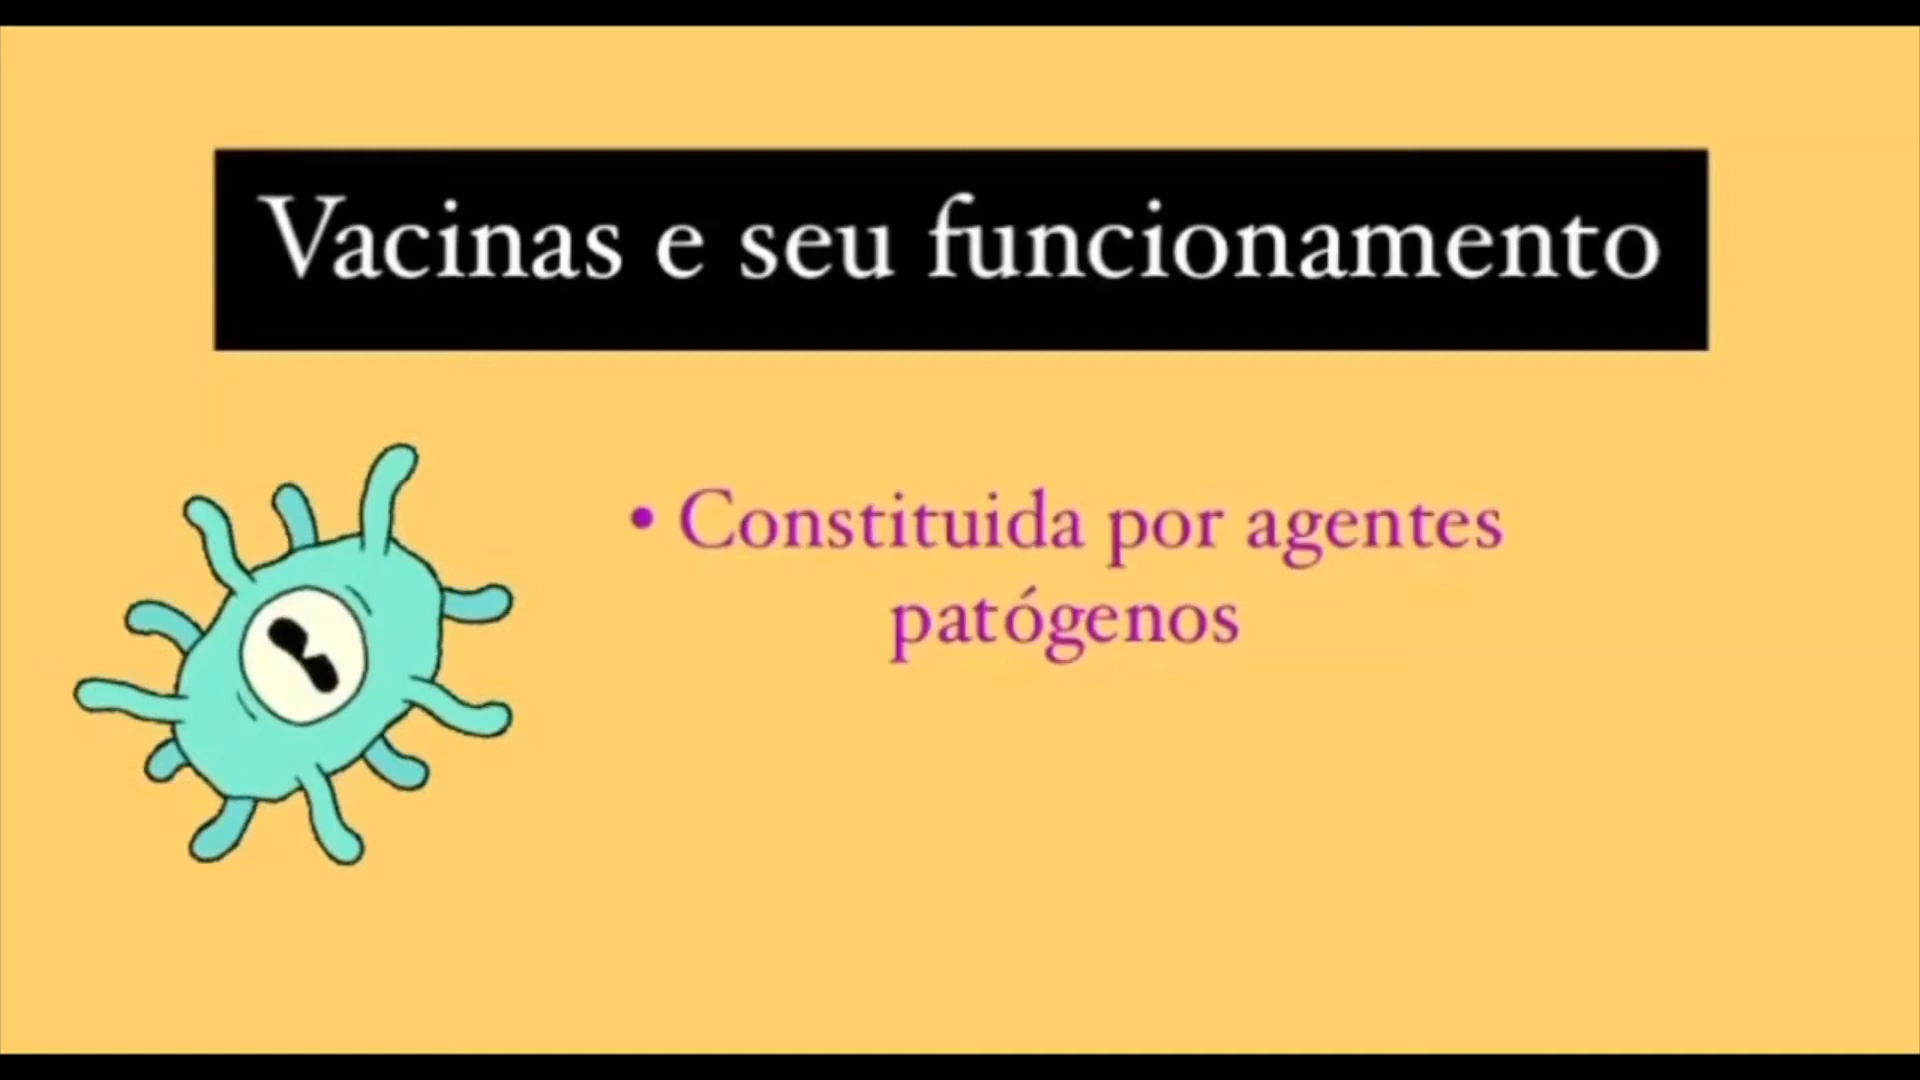 Vacinas e seu funcionamento
• Constituida por agentes
patógenos